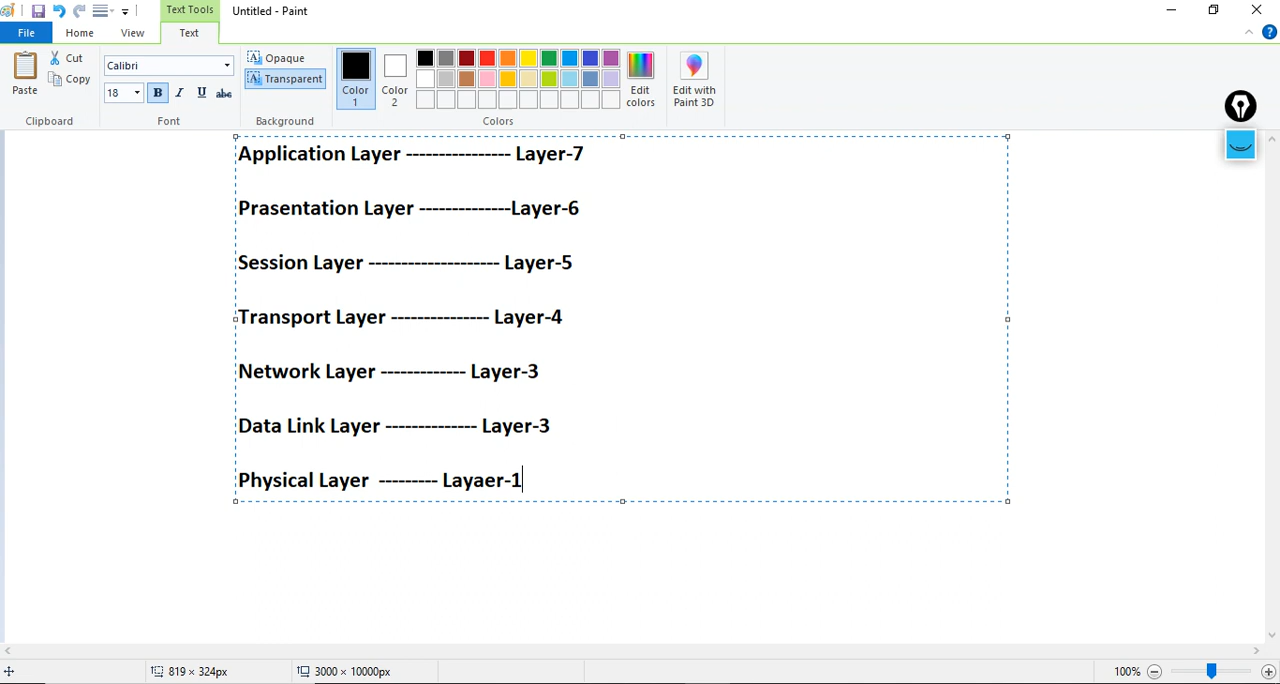 Text Tools
Untitled - Paint
File
Home
View
Text
Paste
Cut
Copy
Clipboard
Calibri
18
B I U abc
Font
Opaque
Transparent
Background
Color 1
Color 2
Edit colors
Colors
Edit with Paint 3D
Application Layer ---------------- Layer-7
Prasentation Layer --------------Layer-6
Session Layer -------------------- Layer-5
Transport Layer --------------- Layer-4
Network Layer ------------- Layer-3
Data Link Layer -------------- Layer-3
Physical Layer  --------- Layaer-1
819 × 324px
3000 × 10000px
100%